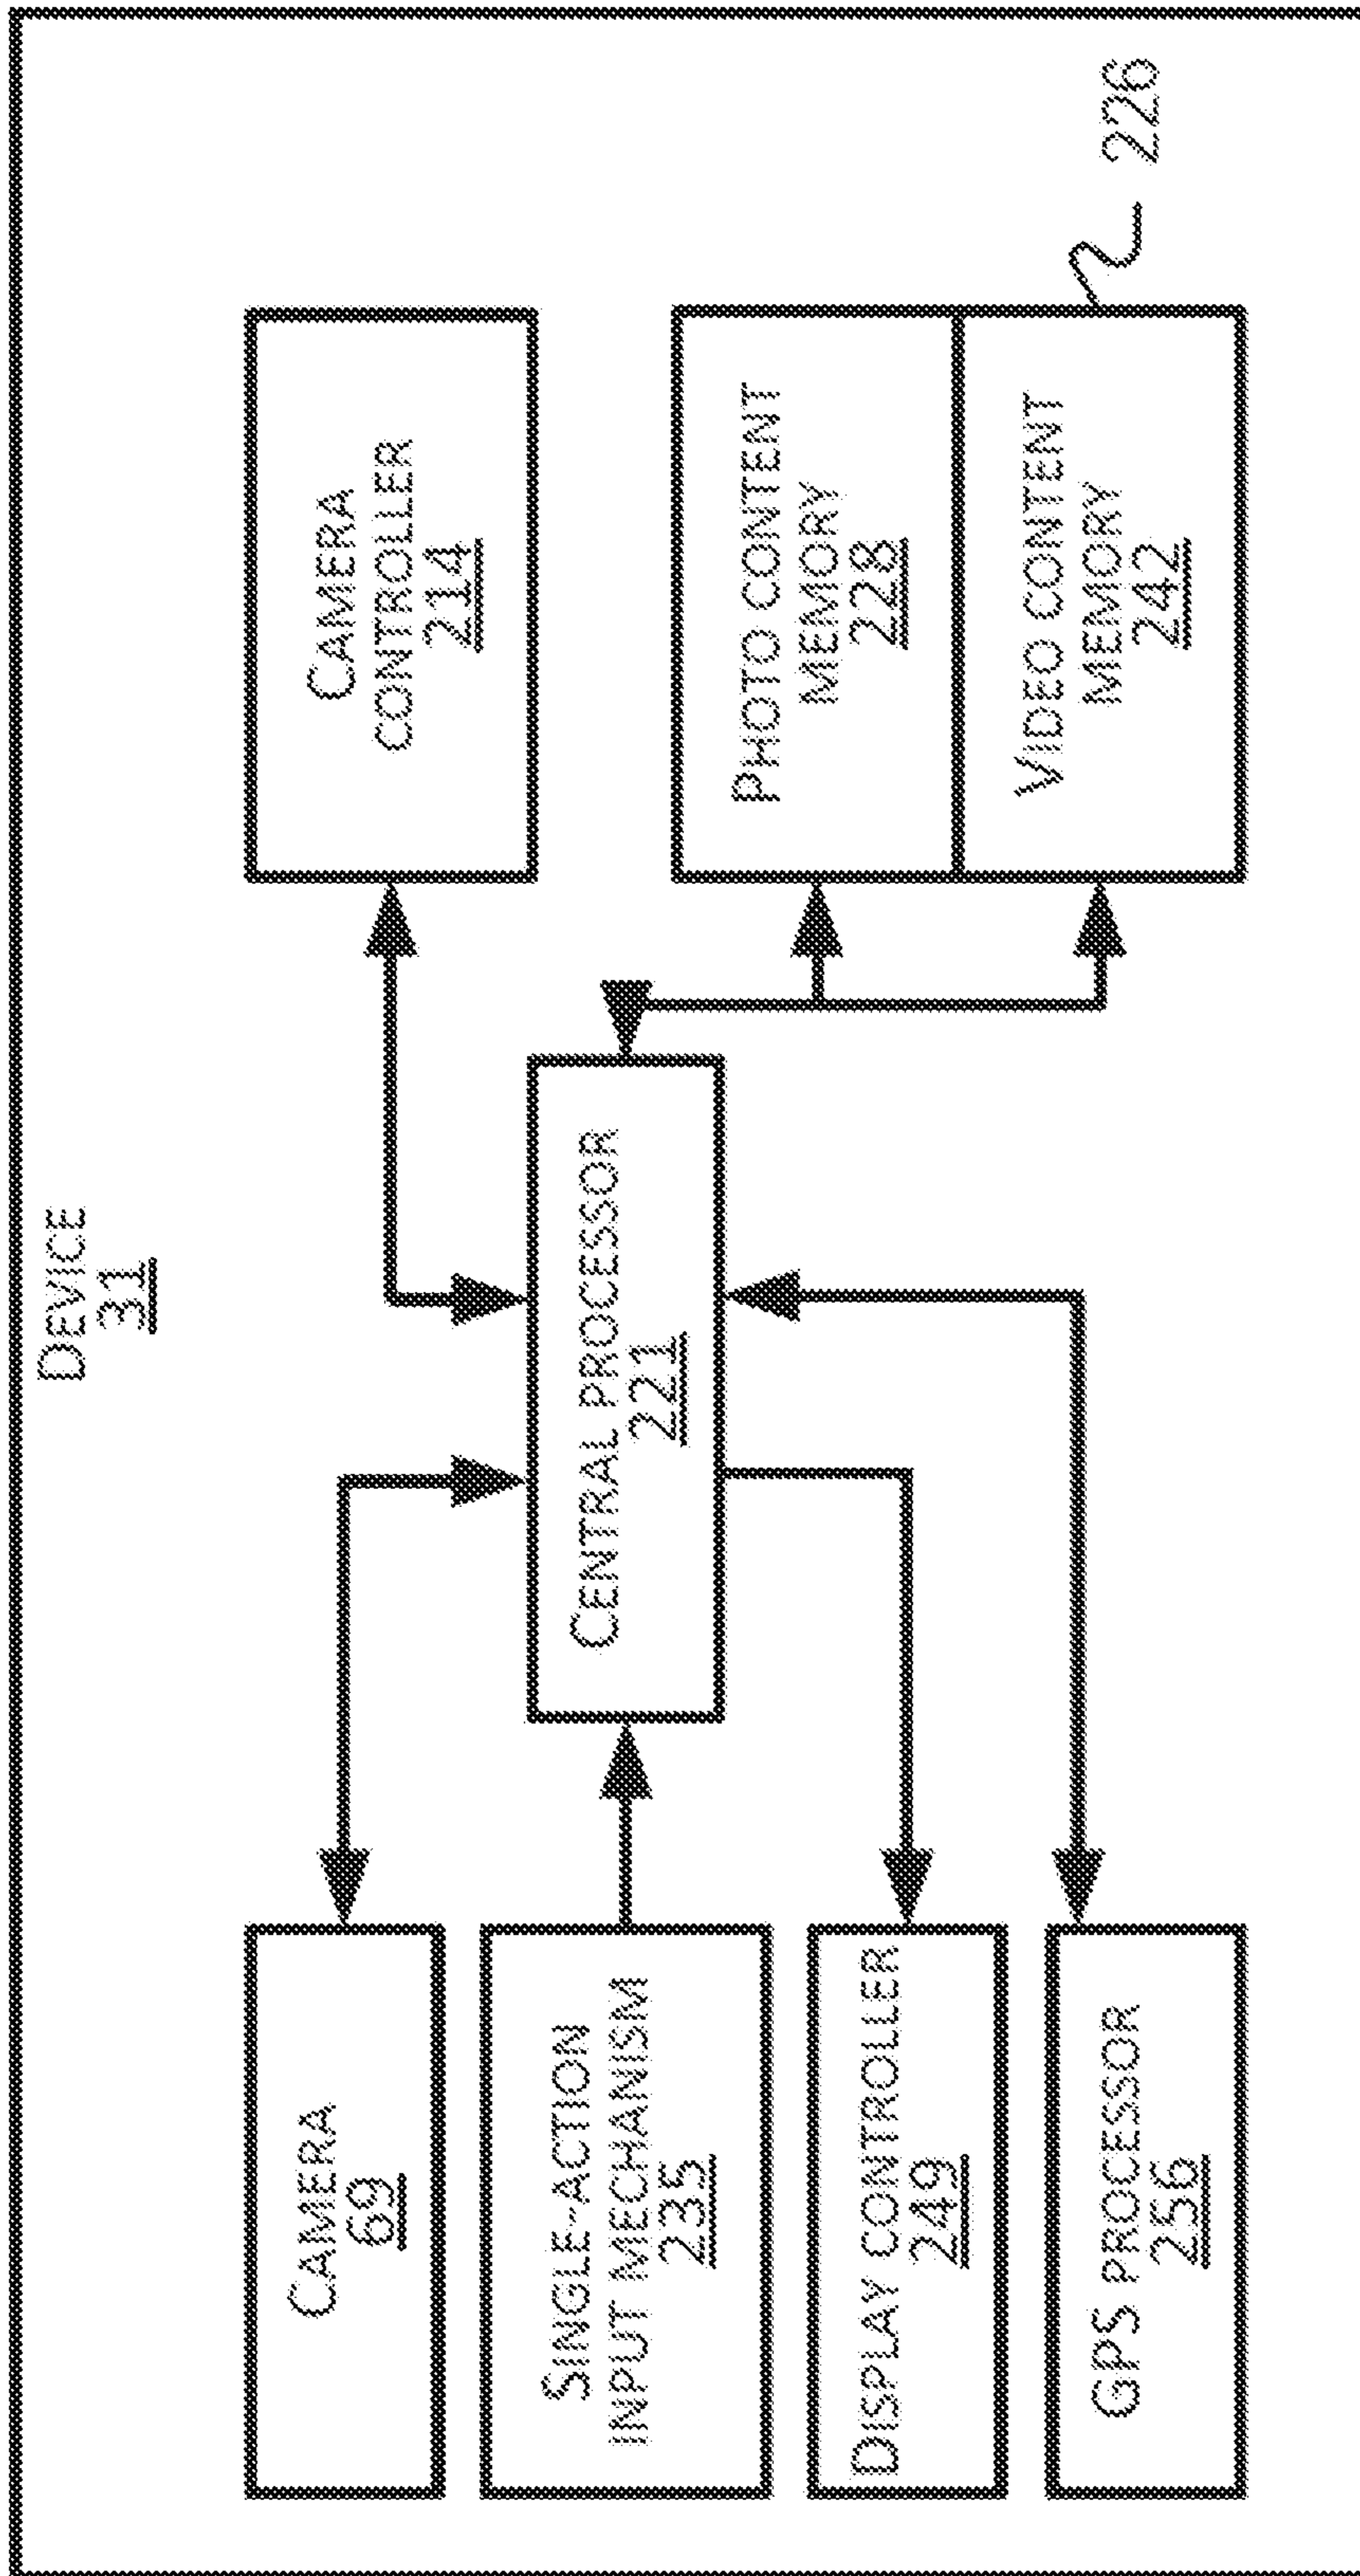 DEVICE
31
CAMERA
69
SINGLE-ACTION
INPUT MECHANISM
235
DISPLAY CONTROLLER
249
GPS PROCESSOR
256
CENTRAL PROCESSOR
221
CAMERA
CONTROLLER
214
PHOTO CONTENT
MEMORY
228
VIDEO CONTENT
MEMORY
242
226